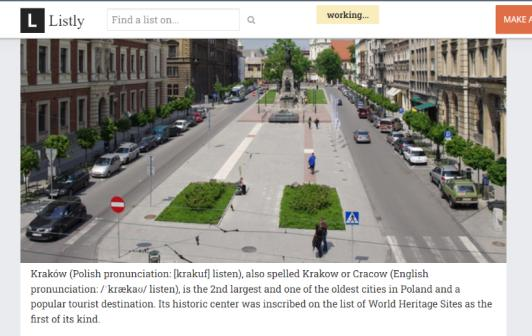 L Listly
Find a list on...
working...
MAKE A
Kraków (Polish pronunciation: [krakuf] listen), also spelled Krakow or Cracow (English
pronunciation: /ˈkrækaʊ/ listen), is the 2nd largest and one of the oldest cities in Poland and a
popular tourist destination. Its historic center was inscribed on the list of World Heritage Sites as the
first of its kind.